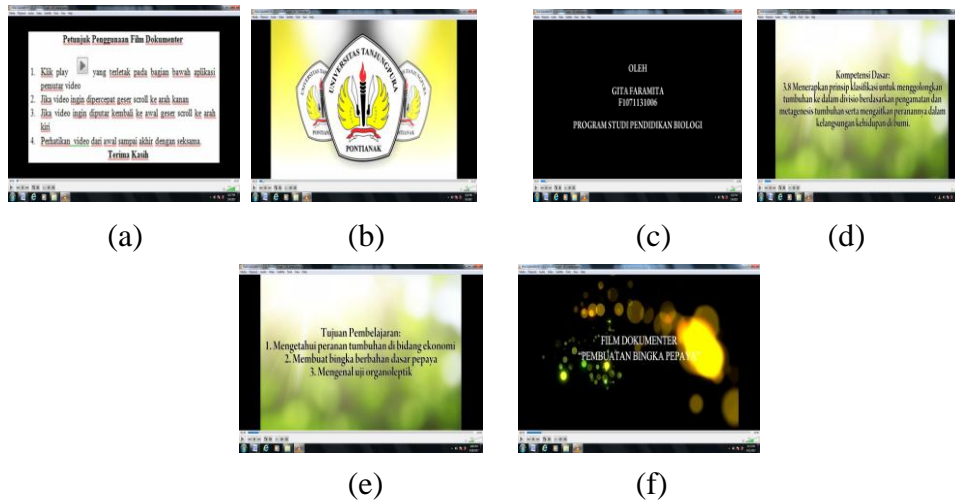 Petunjuk Penggunaan Film Dokumenter
1. Klik play yang terletak pada bagian bawah aplikasi
pemutar video
2. Jika video ingin dipercepat geser scroll ke arah kanan
3. Jika video ingin diputar kembali ke awal geser scroll ke arah
kiri
4. Perhatikan video dari awal sampai akhir dengan seksama.
Terima Kasih
(a)
UNIVERSITAS TANJUNGPURA
PONTIANAK
(b)
OLEH
GITA FARAMITA
F1071131006
PROGRAM STUDI PENDIDIKAN BIOLOGI
(c)
Kompetensi Dasar:
3.8 Menerapkan prinsip klasifikasi untuk menggolongkan
tumbuhan ke dalam divisio berdasarkan pengamatan dan
metagenesis tumbuhan serta mengaitkan peranannya dalam
kelangsungan kehidupan di bumi.
(d)
Tujuan Pembelajaran:
1. Mengetahui peranan tumbuhan di bidang ekonomi
2. Membuat bingka berbahan dasar pepaya
3. Mengenal uji organoleptik
(e)
FILM DOKUMENTER
"PEMBUATAN BINGKA PEPAYA"
(f)